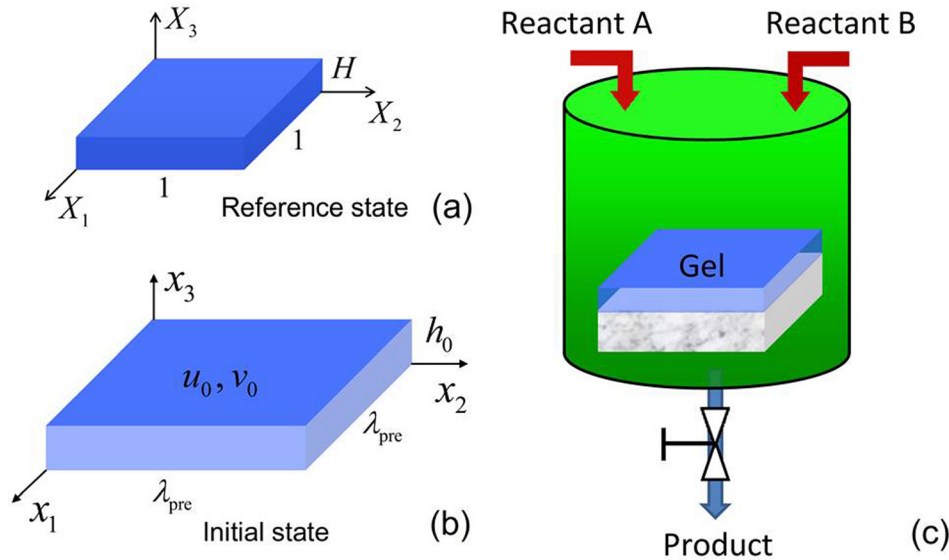 X₃
H
X₂
1
1
X₁
Reference state
(a)
x₃
h₀
u₀, v₀
x₂
λpre
λpre
x₁
Initial state
(b)
Reactant A
Reactant B
Gel
Product
(c)